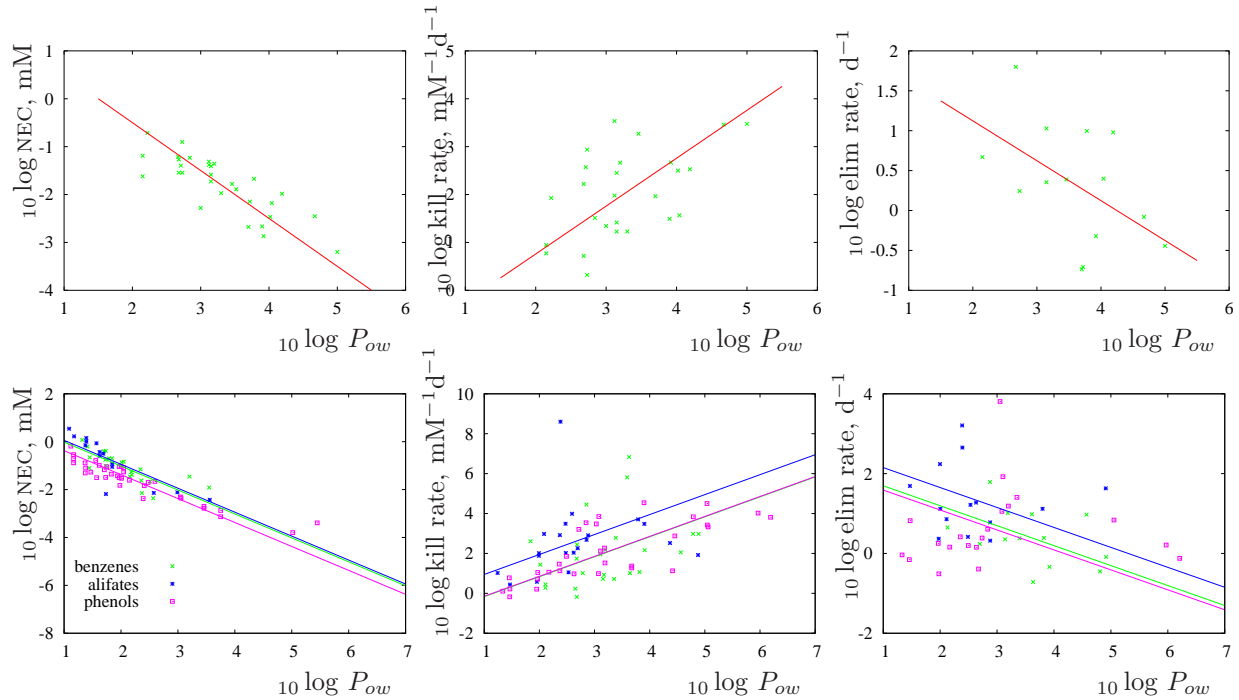 10 log NEC, mM
1
0
-1
-2
-3
-4
1 2 3 4 5 6
10 log P_ow
10 log kill rate, mM⁻¹d⁻¹
5
4
3
2
1
0
1 2 3 4 5 6
10 log P_ow
10 log elim rate, d⁻¹
2
1.5
1
0.5
0
-0.5
-1
1 2 3 4 5 6
10 log P_ow
10 log NEC, mM
2
0
-2
-4
-6
-8
benzenes
alifates
phenols
1 2 3 4 5 6 7
10 log P_ow
10 log kill rate, mM⁻¹d⁻¹
10
8
6
4
2
0
-2
1 2 3 4 5 6 7
10 log P_ow
10 log elim rate, d⁻¹
4
2
0
-2
1 2 3 4 5 6 7
10 log P_ow